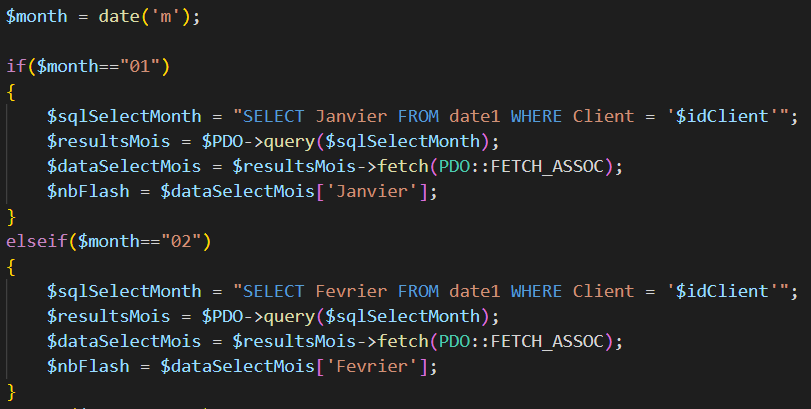 $month = date('m');
if($month=="01")
{
$sqlSelectMonth = "SELECT Janvier FROM date1 WHERE Client = '$idClient'";
$resultsMois = $PDO->query($sqlSelectMonth);
$dataSelectMois = $resultsMois->fetch(PDO::FETCH_ASSOC);
$nbFlash = $dataSelectMois['Janvier'];
}
elseif($month=="02")
{
$sqlSelectMonth = "SELECT Fevrier FROM date1 WHERE Client = '$idClient'";
$resultsMois = $PDO->query($sqlSelectMonth);
$dataSelectMois = $resultsMois->fetch(PDO::FETCH_ASSOC);
$nbFlash = $dataSelectMois['Fevrier'];
}